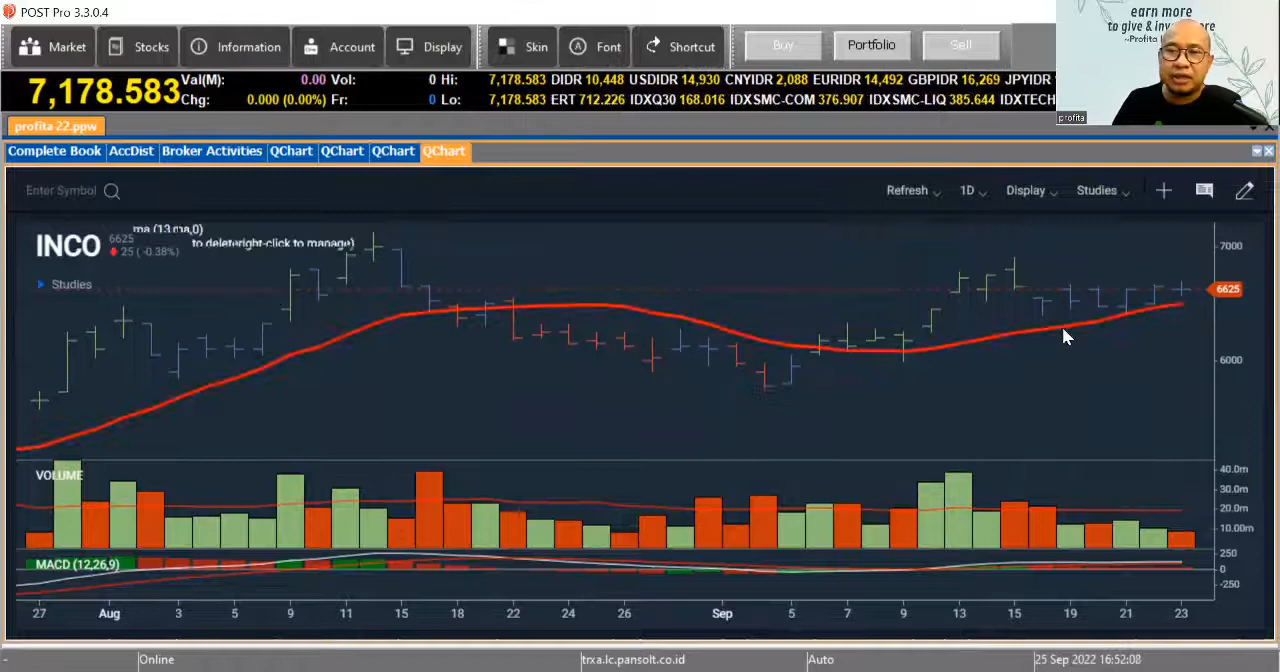 POST Pro 3.3.0.4
Market Stocks Information Account Display Skin Font Shortcut Buy Portfolio Sell
7,178.583
Val(M): 0.00 Vol: 0 Hi: 7,178.583 DIDR 10,448 USDIDR 14,930 CNYIDR 2,088 EURIDR 14,492 GBPIDR 16,269 JPYIDR
Chg: 0.000 (0.00%) Fr: 0 Lo: 7,178.583 ERT 712.226 IDXQ30 168.016 IDXSMC-COM 376.907 IDXSMC-LIQ 385.644 IDXTECH
earn more
to give &
~Profita
profita
profita 22.ppw
Complete Book AccDist Broker Activities QChart QChart QChart QChart
Enter Symbol Refresh 1D Display Studies
ma (13,ma,0)
INCO 6625
25 (-0.38%)
to deleteright-click to manage)
Studies
7000
6625
6000
VOLUME
40.0m
30.0m
20.0m
10.00m
MACD (12,26,9)
250
0
-250
27 Aug 3 5 9 11 15 18 22 24 26 Sep 5 7 9 13 15 19 21 23
- Online trxa.lc.pansolt.co.id Auto 25 Sep 2022 16:52:08